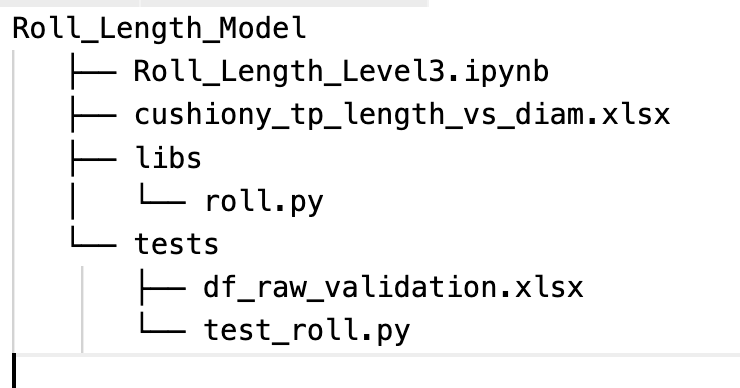 Roll_Length_Model
├── Roll_Length_Level3.ipynb
├── cushiony_tp_length_vs_diam.xlsx
├── libs
│   └── roll.py
└── tests
    ├── df_raw_validation.xlsx
    └── test_roll.py